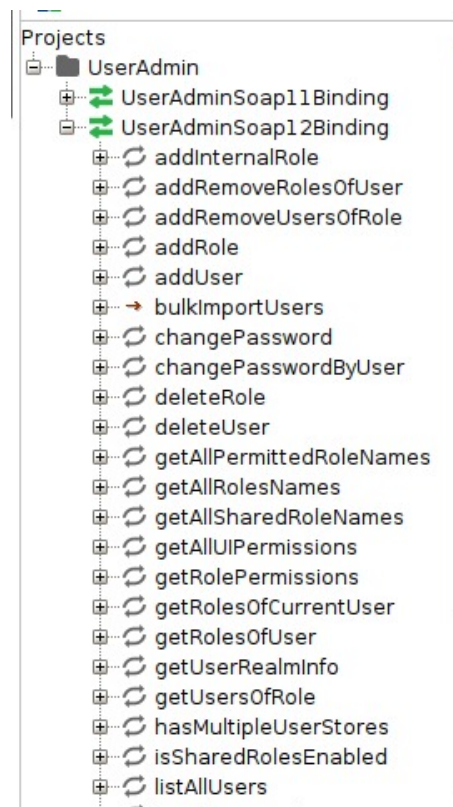 Projects
UserAdmin
UserAdminSoap11Binding
UserAdminSoap12Binding
addInternalRole
addRemoveRolesOfUser
addRemoveUsersOfRole
addRole
addUser
bulkImportUsers
changePassword
changePasswordByUser
deleteRole
deleteUser
getAllPermittedRoleNames
getAllRolesNames
getAllSharedRoleNames
getAllUIPermissions
getRolePermissions
getRolesOfCurrentUser
getRolesOfUser
getUserRealmInfo
getUsersOfRole
hasMultipleUserStores
isSharedRolesEnabled
listAllUsers